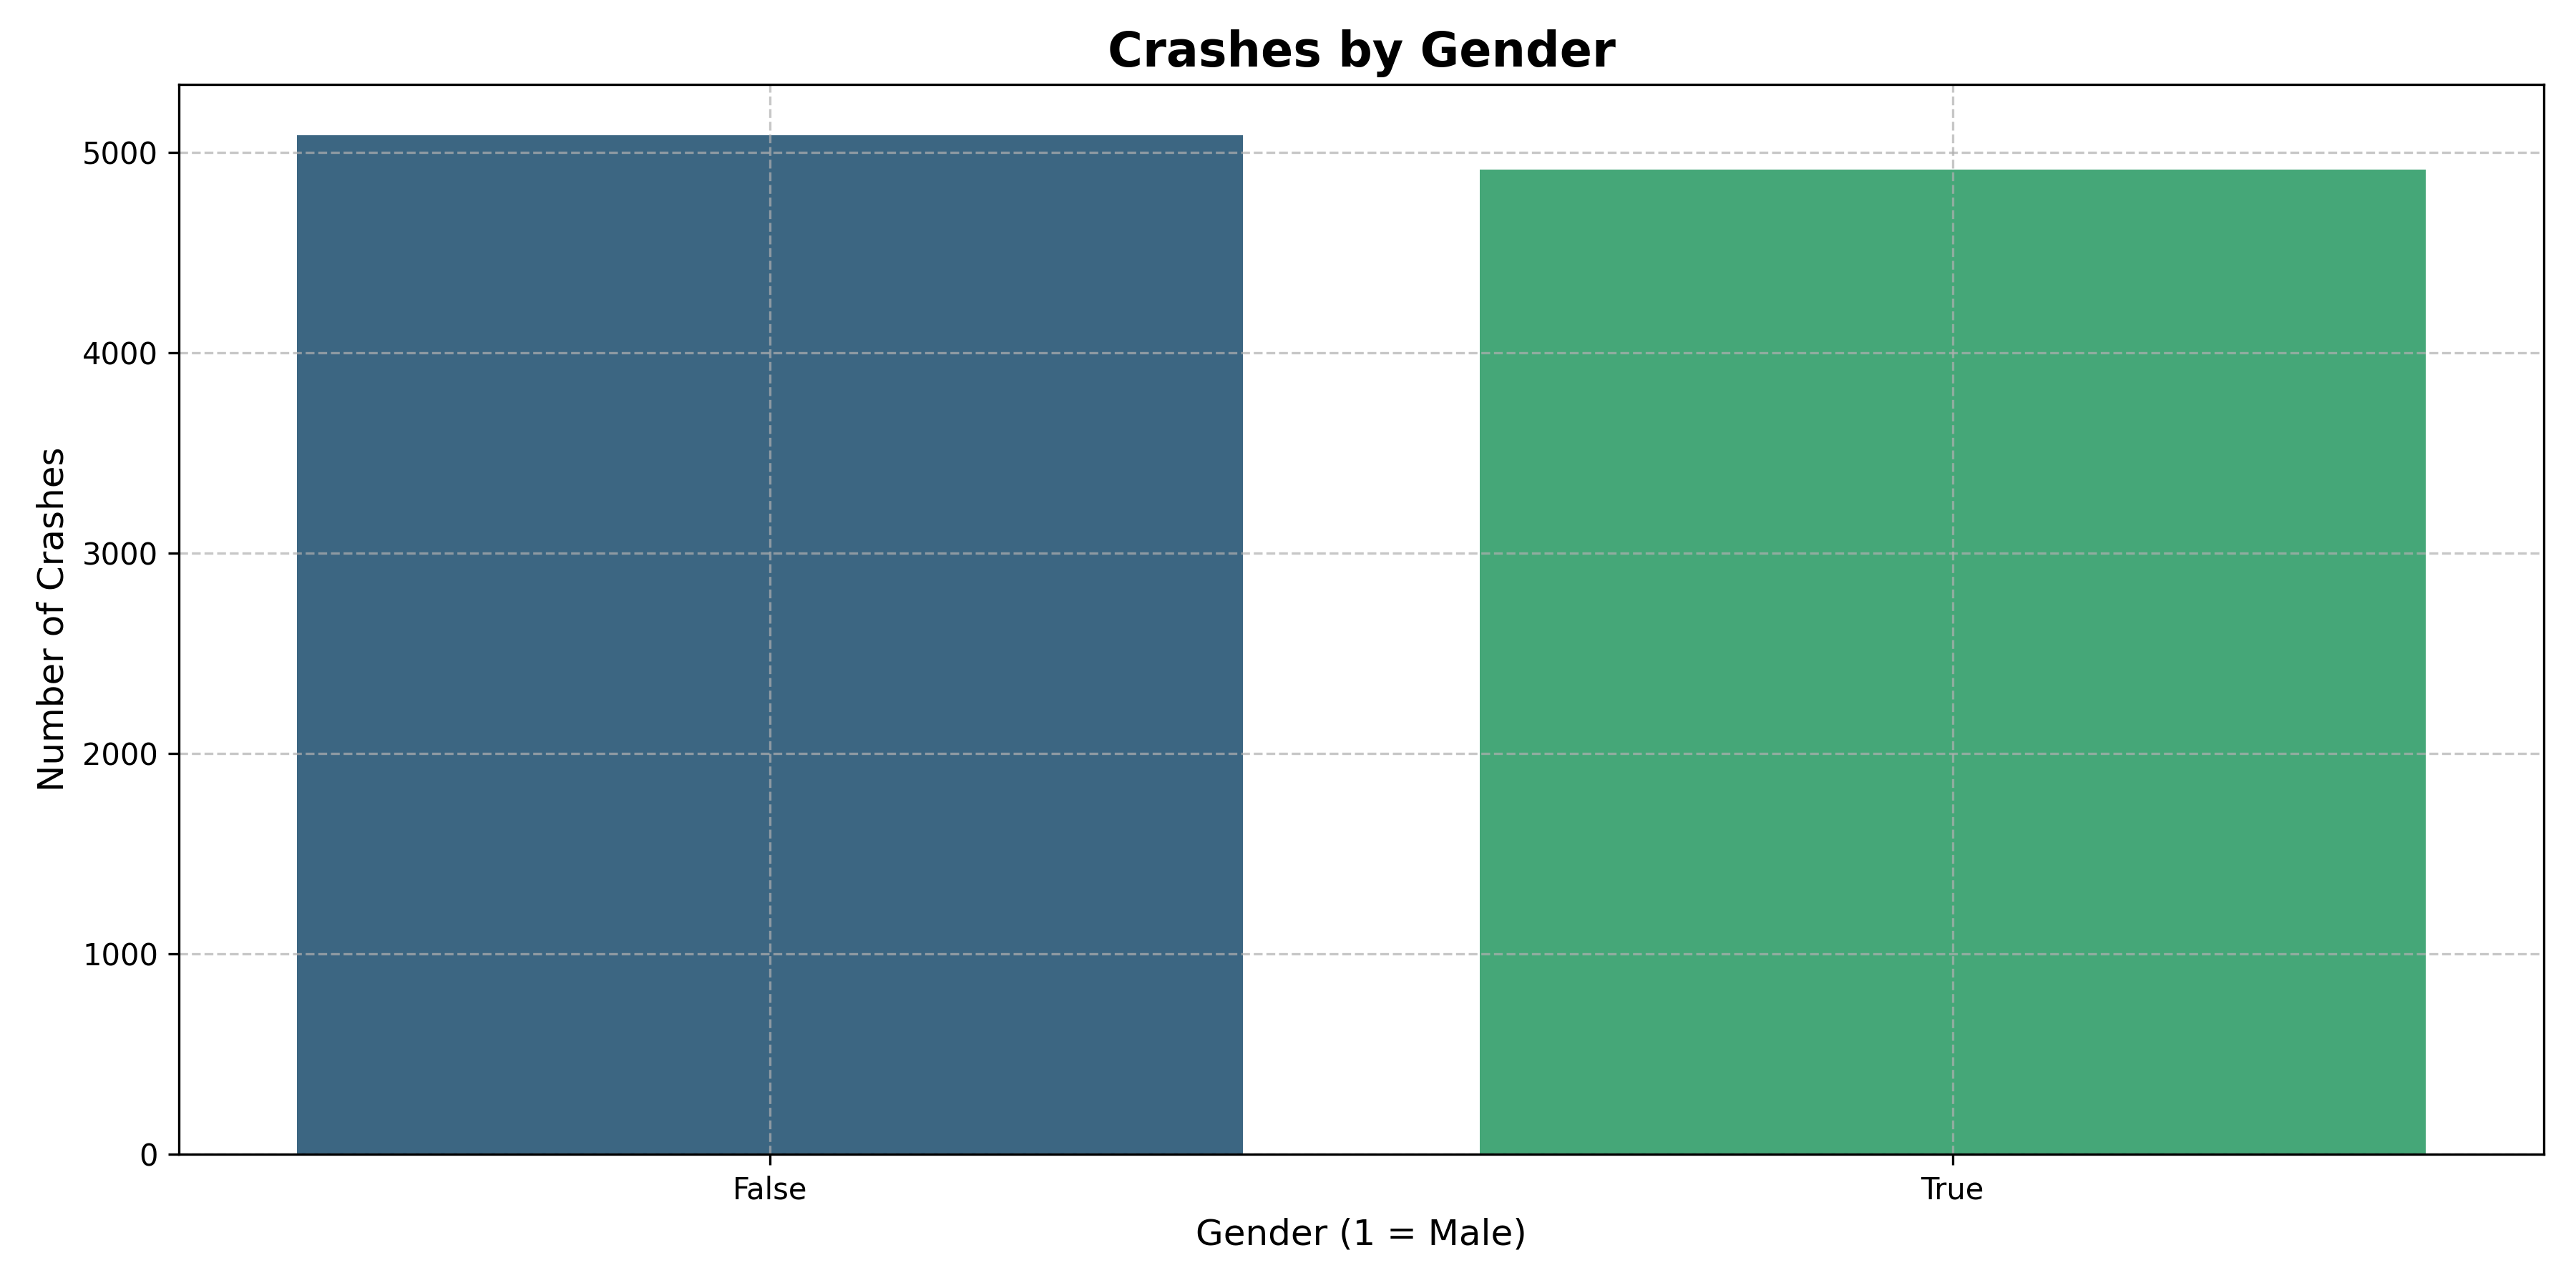 Crashes by Gender
Number of Crashes
5000
4000
3000
2000
1000
0
False
True
Gender (1 = Male)